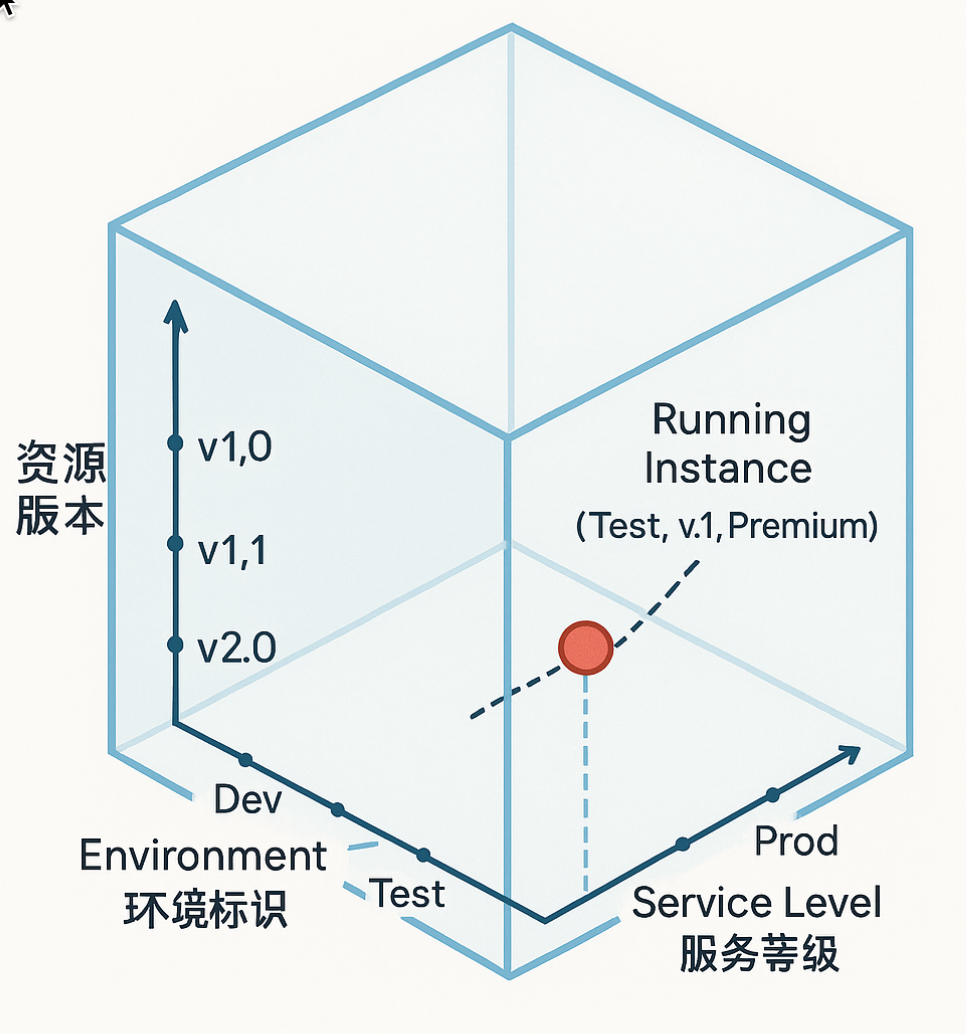 资源
版本
v1,0
v1,1
v2.0
Running
Instance
(Test, v.1,Premium)
Dev
Environment
环境标识
Test
Prod
Service Level
服务等级